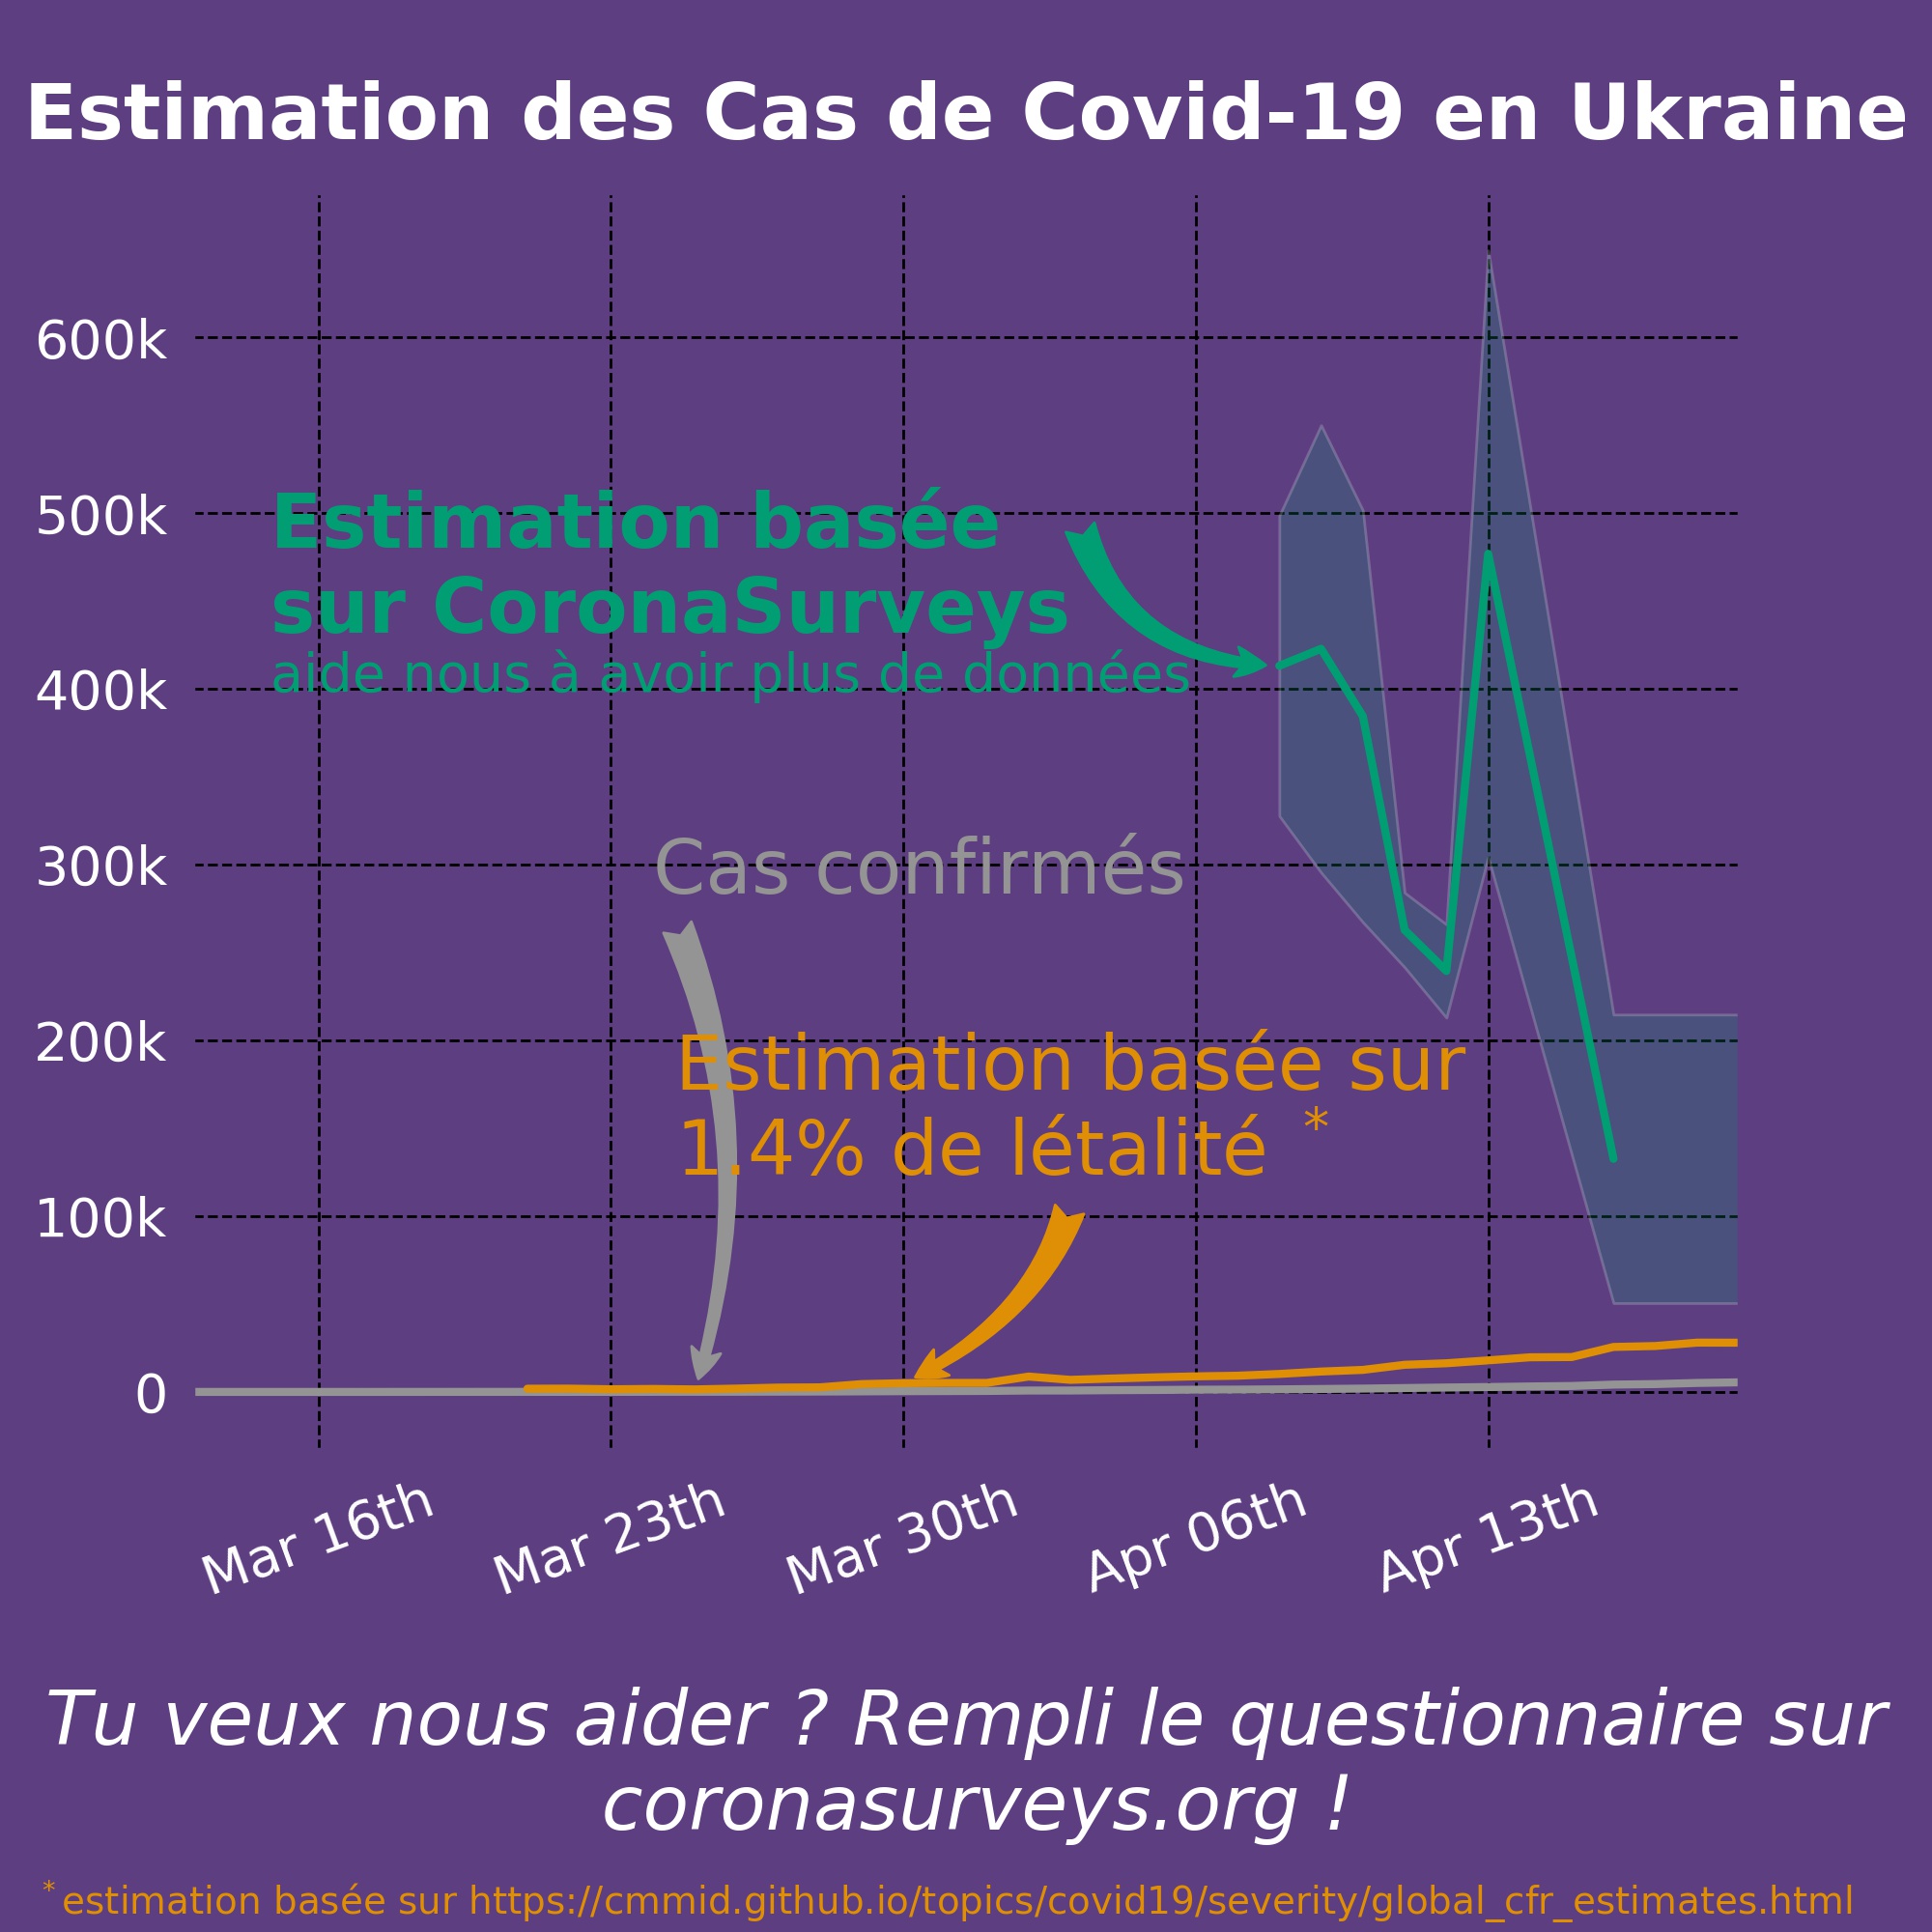 Estimation des Cas de Covid-19 en Ukraine
600k
500k
400k
300k
200k
100k
0
Estimation basée
sur CoronaSurveys
aide nous à avoir plus de données
Cas confirmés
Estimation basée sur
1.4% de létalité *
Mar 16th
Mar 23th
Mar 30th
Apr 06th
Apr 13th
Tu veux nous aider ? Rempli le questionnaire sur
coronasurveys.org !
* estimation basée sur https://cmmid.github.io/topics/covid19/severity/global_cfr_estimates.html